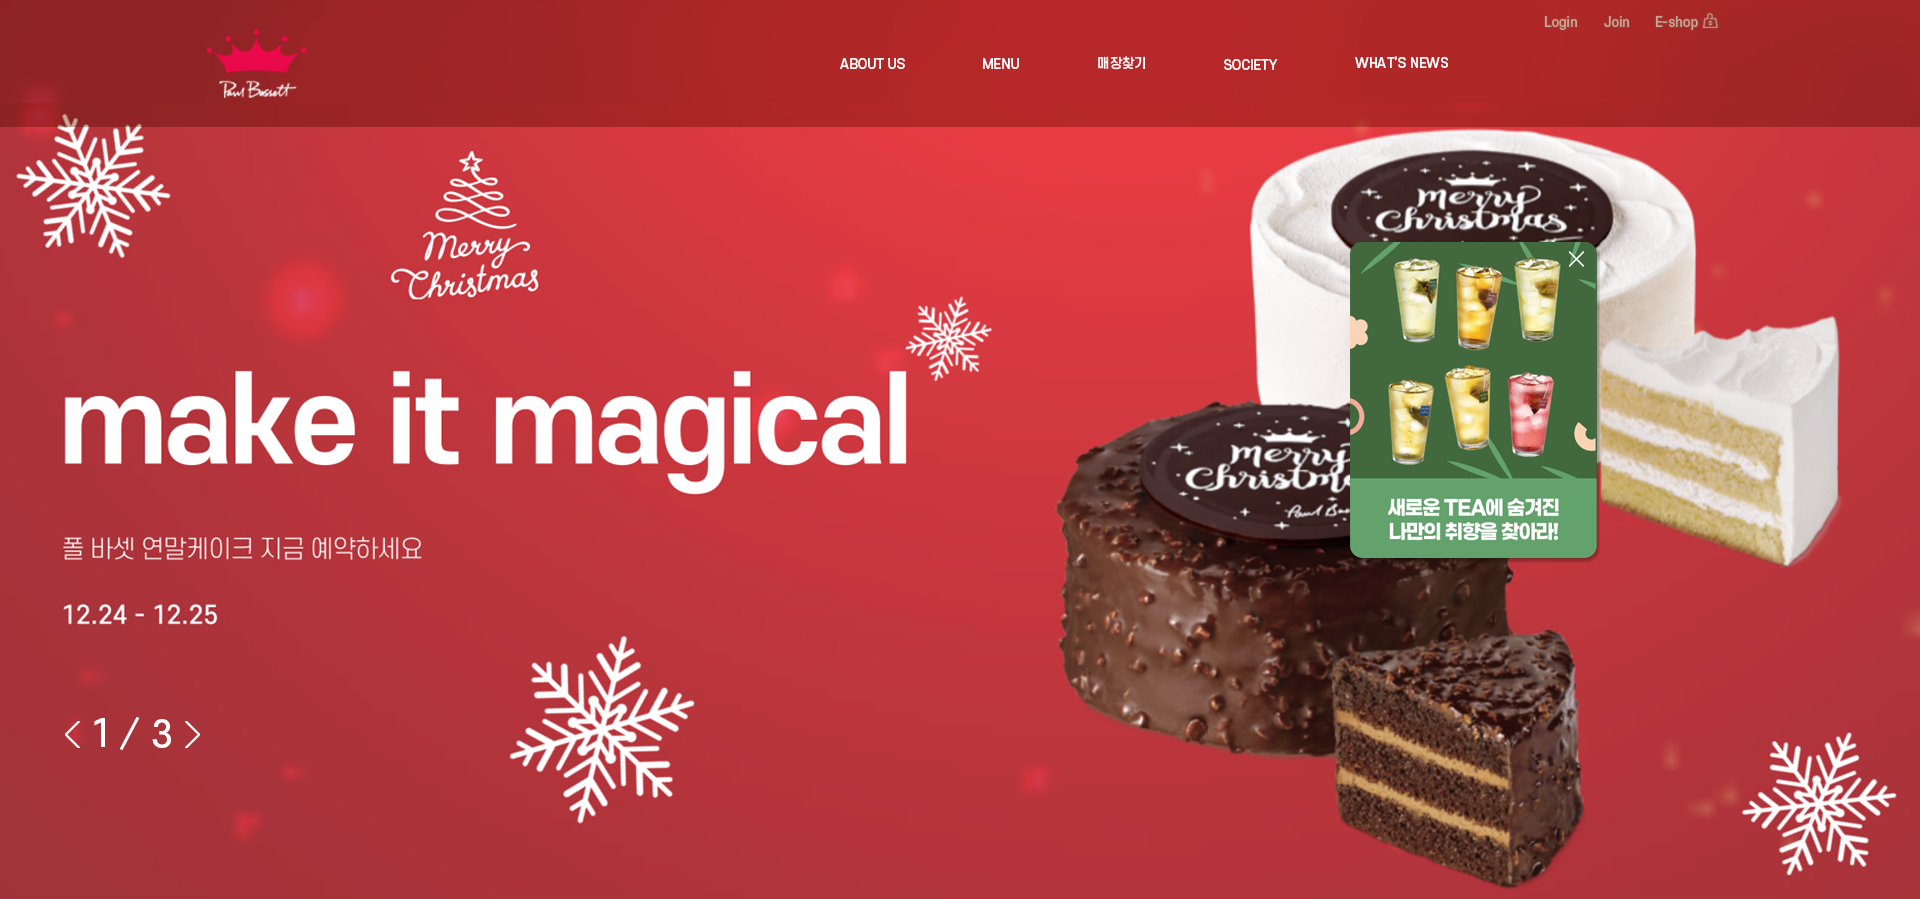 Login
Join
E-shop
Paul Bassett
ABOUT US
MENU
매장찾기
SOCIETY
WHAT'S NEWS
Merry
Christmas
make it magical
폴 바셋 연말케이크 지금 예약하세요
12.24 - 12.25
1 / 3
merry
Christmas
merry
Christmas
Paul
새로운 TEA에 숨겨진
나만의 취향을 찾아라!